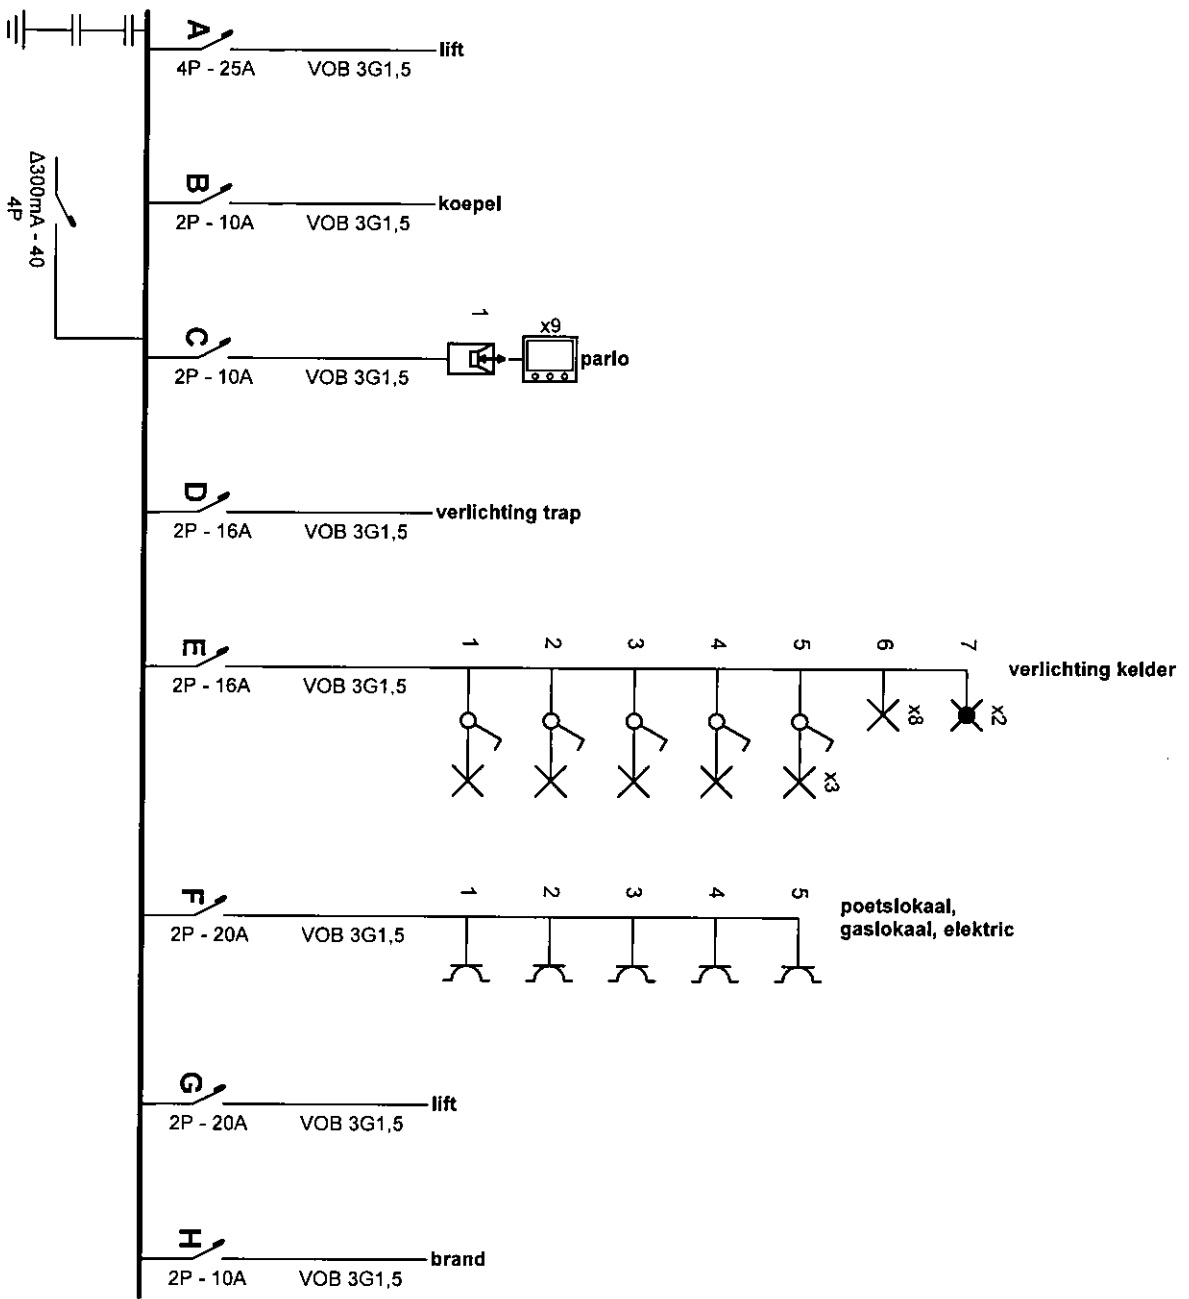 A
lift
4P - 25A
VOB 3G1,5
Δ300mA - 40
4P
B
koepel
2P - 10A
VOB 3G1,5
C
1
x9
parlo
2P - 10A
VOB 3G1,5
D
verlichting trap
2P - 16A
VOB 3G1,5
E
1
2
3
4
5
6
7
verlichting kelder
2P - 16A
VOB 3G1,5
x8
x2
x3
F
1
2
3
4
5
poetslokaal,
gaslokaal, elektric
2P - 20A
VOB 3G1,5
G
lift
2P - 20A
VOB 3G1,5
H
brand
2P - 10A
VOB 3G1,5